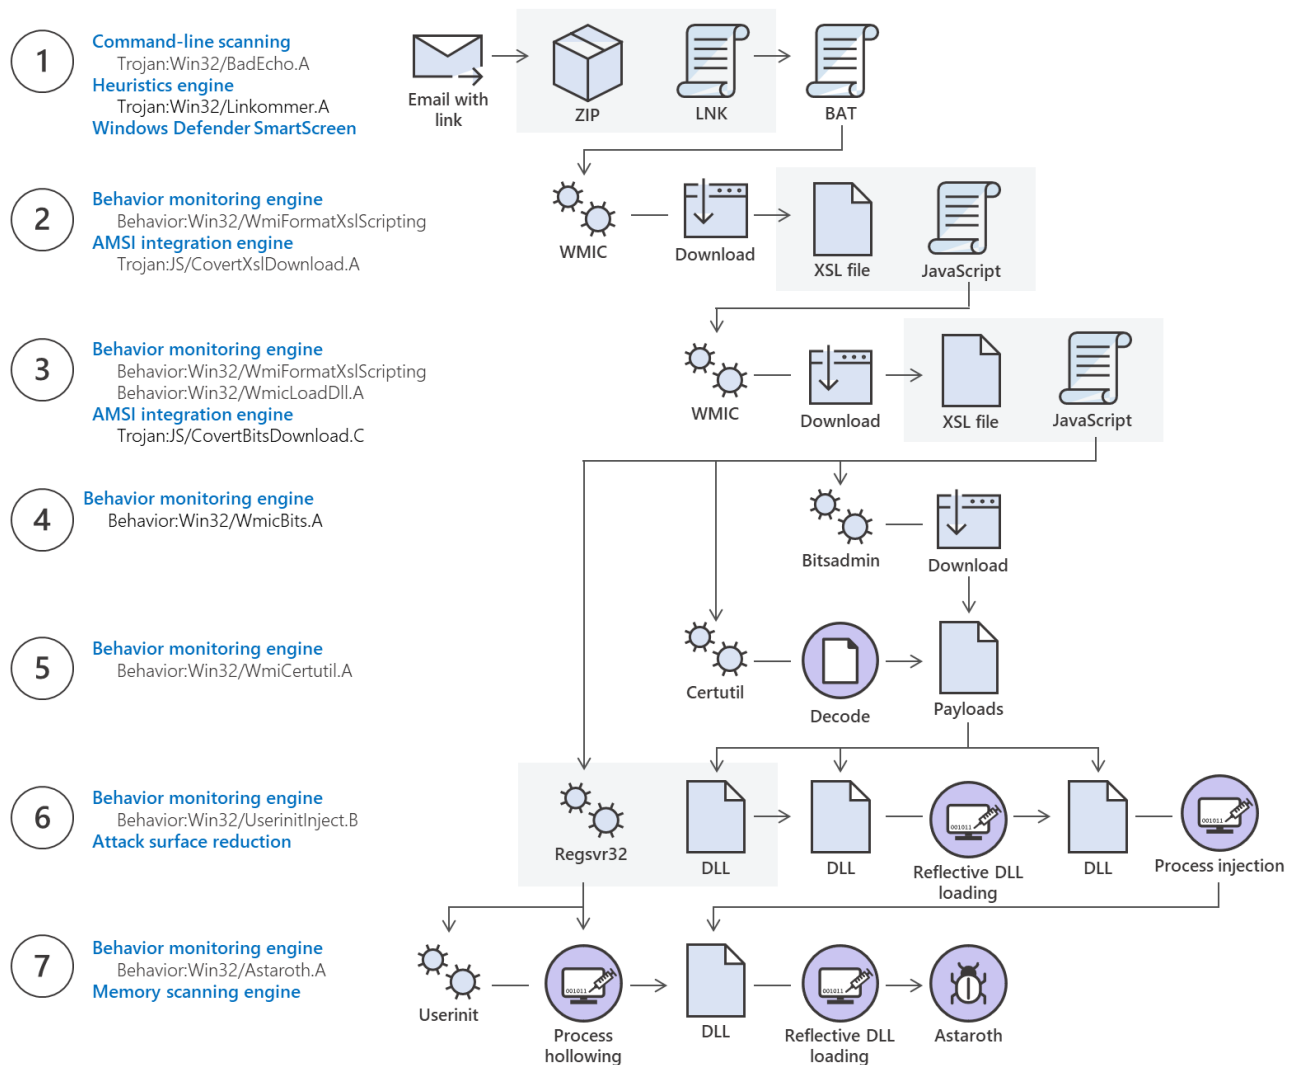 1
Command-line scanning
Trojan:Win32/BadEcho.A
Heuristics engine
Trojan:Win32/Linkommer.A
Windows Defender SmartScreen
Email with
link
ZIP
LNK
BAT
2
Behavior monitoring engine
Behavior:Win32/WmiFormatXslScripting
AMSI integration engine
Trojan:JS/CovertXslDownload.A
WMIC
Download
XSL file
JavaScript
3
Behavior monitoring engine
Behavior:Win32/WmiFormatXslScripting
Behavior:Win32/WmicLoadDll.A
AMSI integration engine
Trojan:JS/CovertBitsDownload.C
WMIC
Download
XSL file
JavaScript
4
Behavior monitoring engine
Behavior:Win32/WmicBits.A
Bitsadmin
Download
5
Behavior monitoring engine
Behavior:Win32/WmiCertutil.A
Certutil
Decode
Payloads
6
Behavior monitoring engine
Behavior:Win32/UserinitInject.B
Attack surface reduction
Regsvr32
DLL
DLL
001011
Reflective DLL
loading
DLL
001011
Process injection
7
Behavior monitoring engine
Behavior:Win32/Astaroth.A
Memory scanning engine
Userinit
001011
Process
hollowing
DLL
001011
Reflective DLL
loading
Astaroth